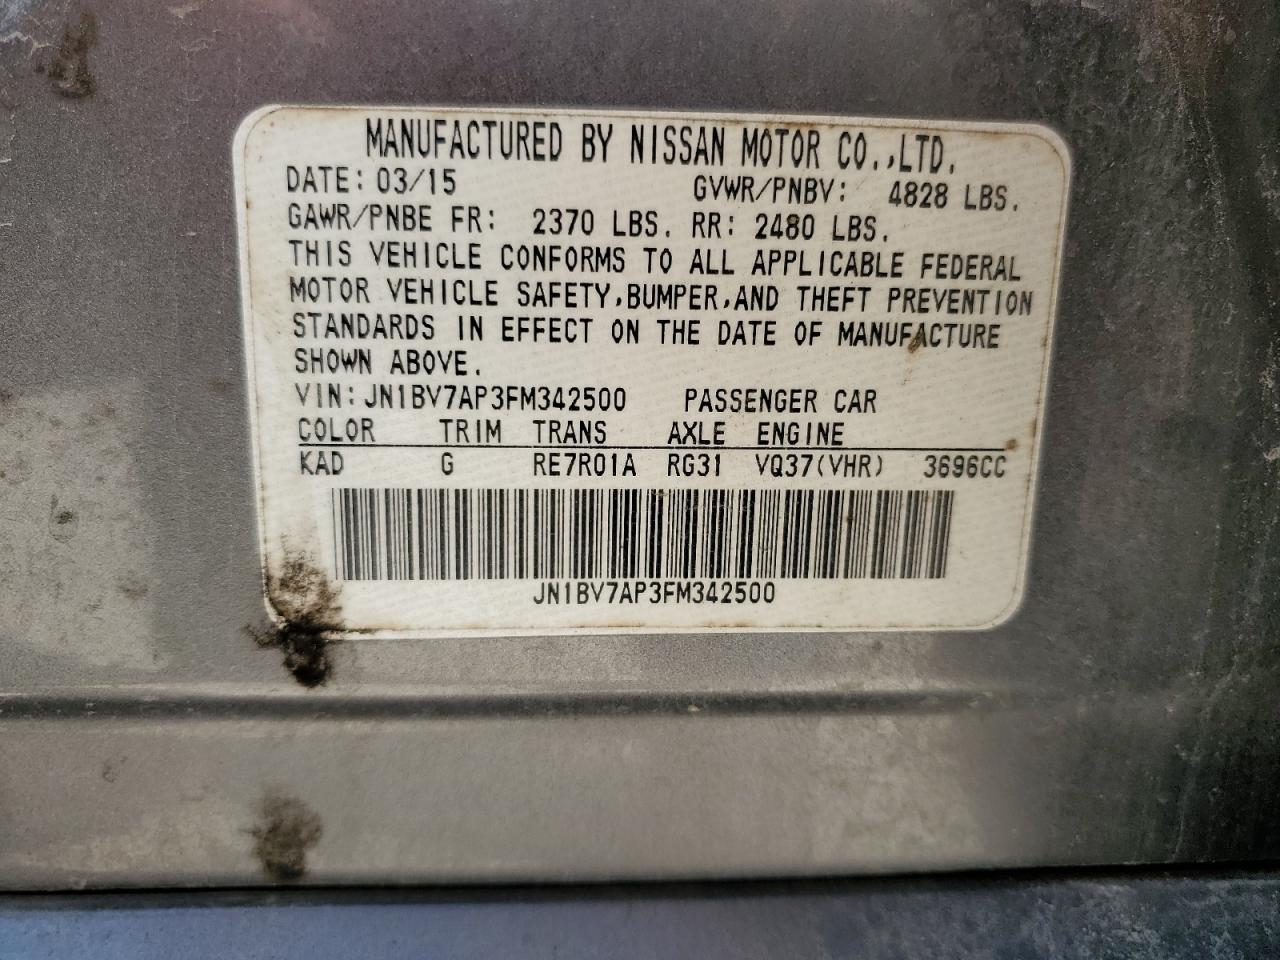 MANUFACTURED BY NISSAN MOTOR CO.,LTD.
DATE: 03/15 GVWR/PNBV: 4828 LBS.
GAWR/PNBE FR: 2370 LBS. RR: 2480 LBS.
THIS VEHICLE CONFORMS TO ALL APPLICABLE FEDERAL
MOTOR VEHICLE SAFETY,BUMPER,AND THEFT PREVENTION
STANDARDS IN EFFECT ON THE DATE OF MANUFACTURE
SHOWN ABOVE.
VIN: JN1BV7AP3FM342500 PASSENGER CAR
COLOR TRIM TRANS AXLE ENGINE
KAD G RE7R01A RG31 VQ37(VHR) 3696CC
JN1BV7AP3FM342500